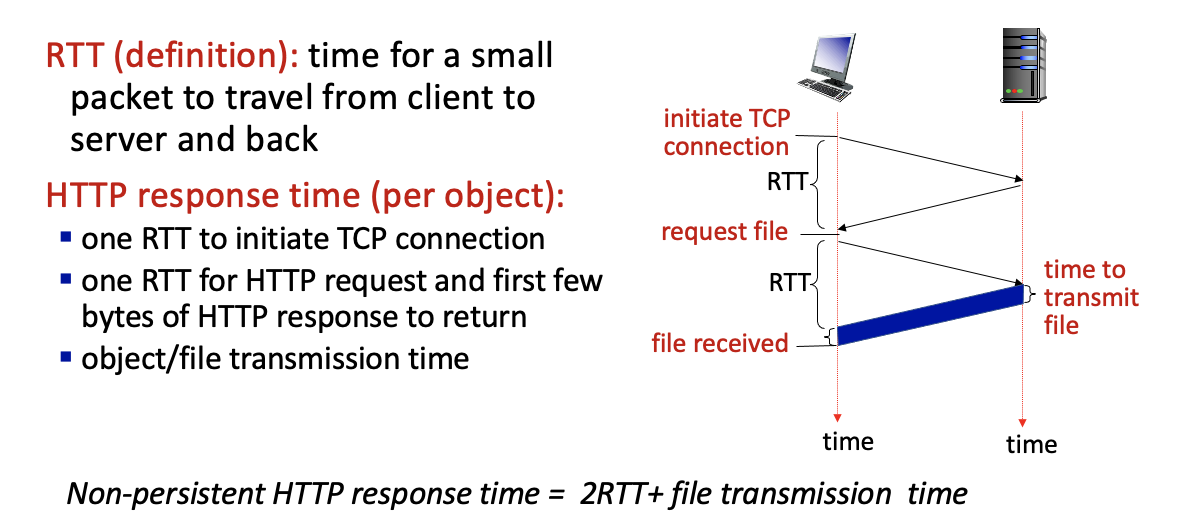 RTT (definition): time for a small
packet to travel from client to
server and back
HTTP response time (per object):
one RTT to initiate TCP connection
one RTT for HTTP request and first few
bytes of HTTP response to return
object/file transmission time
initiate TCP
connection
RTT
request file
RTT
time to
transmit
file
file received
time
time
Non-persistent HTTP response time = 2RTT+ file transmission time